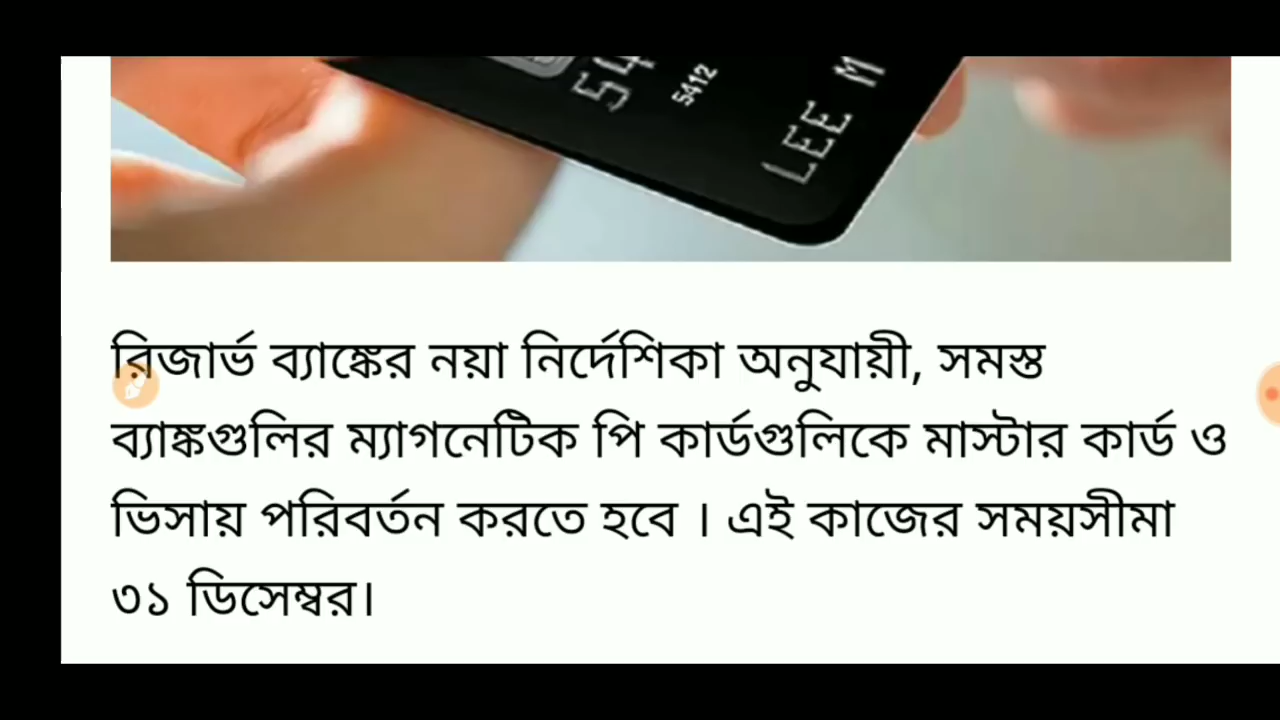 54
5412
LEE M
রিজার্ভ ব্যাঙ্কের নয়া নির্দেশিকা অনুযায়ী, সমস্ত
ব্যাঙ্কগুলির ম্যাগনেটিক পি কার্ডগুলিকে মাস্টার কার্ড ও
ভিসায় পরিবর্তন করতে হবে । এই কাজের সময়সীমা
৩১ ডিসেম্বর।